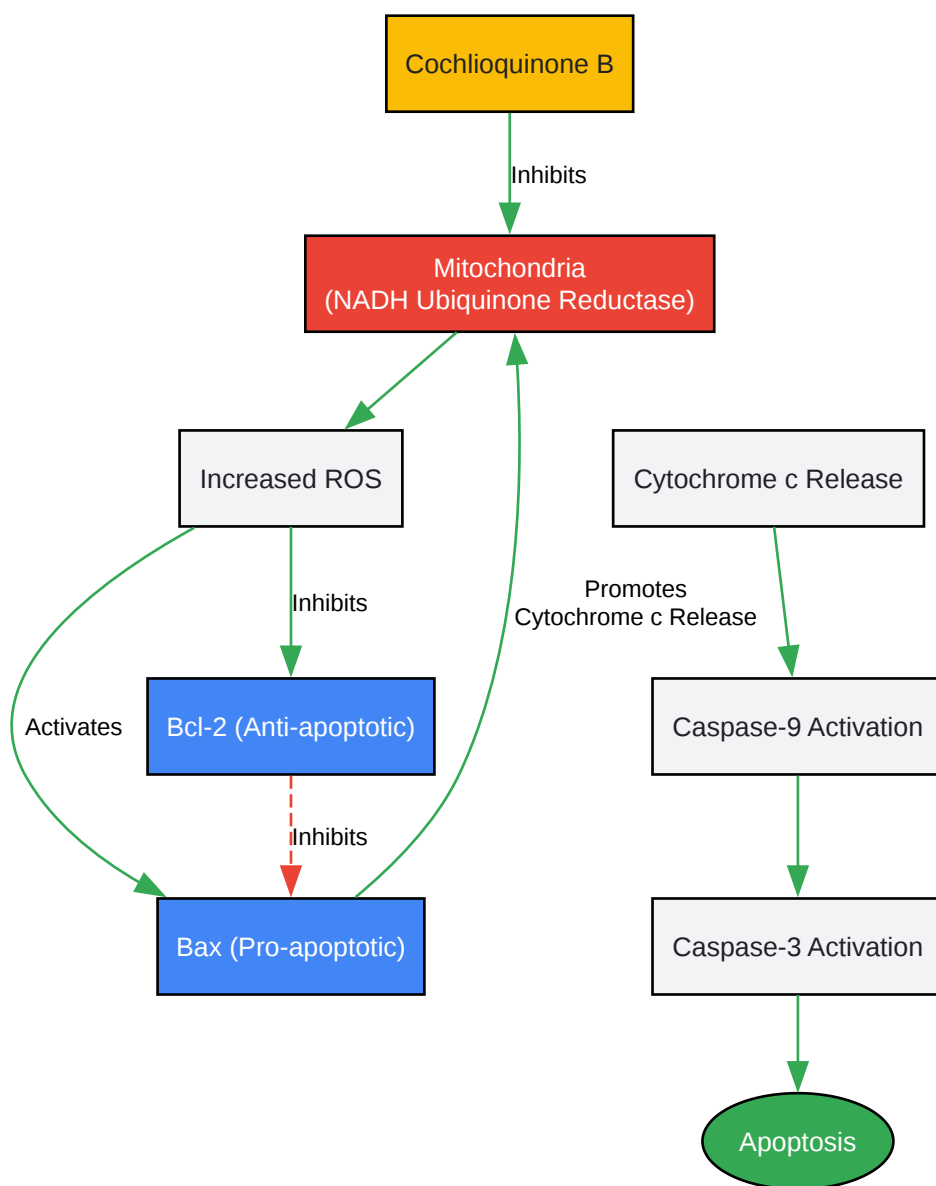 Cochlioquinone B
Inhibits
Mitochondria
(NADH Ubiquinone Reductase)
Increased ROS
Cytochrome c Release
Inhibits
Promotes
Cytochrome c Release
Activates
Bcl-2 (Anti-apoptotic)
Caspase-9 Activation
Inhibits
Bax (Pro-apoptotic)
Caspase-3 Activation
Apoptosis